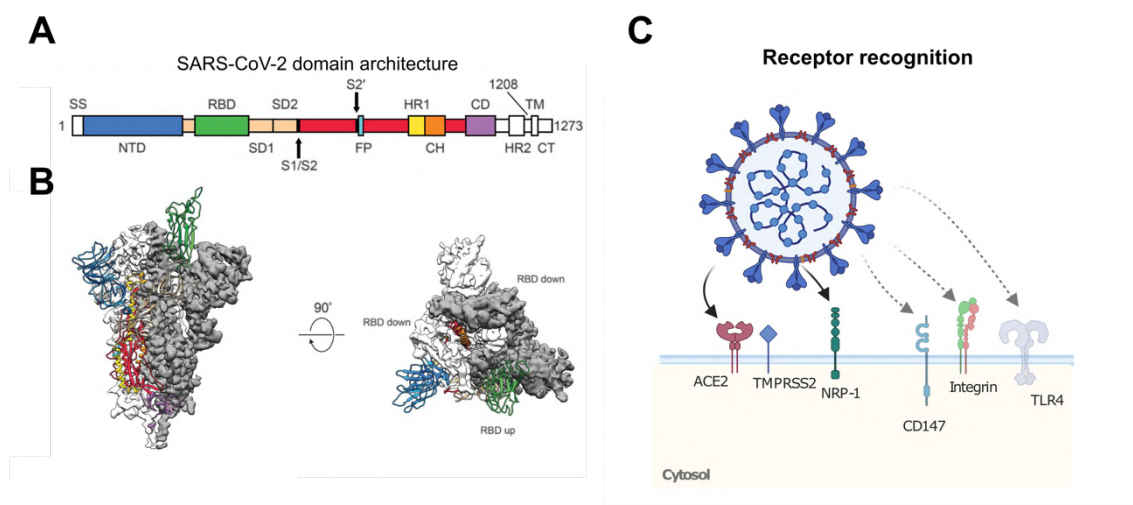 A
SARS-CoV-2 domain architecture
S2′
1208
SS
RBD
SD2
HR1
CD
TM
1
1273
NTD
SD1
FP
CH
HR2
CT
S1/S2
B
90°
RBD down
RBD down
RBD up
C
Receptor recognition
ACE2
TMPRSS2
NRP-1
CD147
Integrin
TLR4
Cytosol